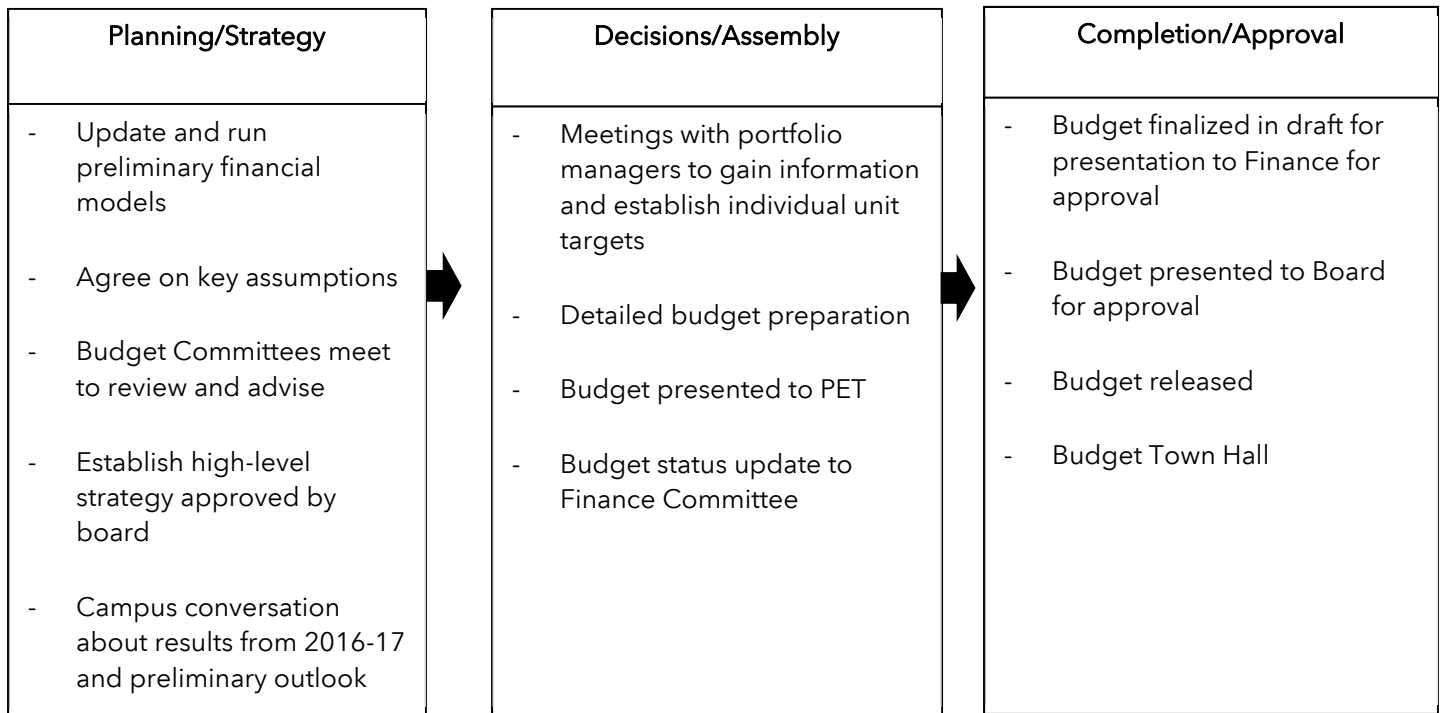 Planning/Strategy
- Update and run
preliminary financial
models
- Agree on key assumptions
- Budget Committees meet
to review and advise
- Establish high-level
strategy approved by
board
- Campus conversation
about results from 2016-17
and preliminary outlook
Decisions/Assembly
- Meetings with portfolio
managers to gain information
and establish individual unit
targets
- Detailed budget preparation
- Budget presented to PET
- Budget status update to
Finance Committee
Completion/Approval
- Budget finalized in draft for
presentation to Finance for
approval
- Budget presented to Board
for approval
- Budget released
- Budget Town Hall